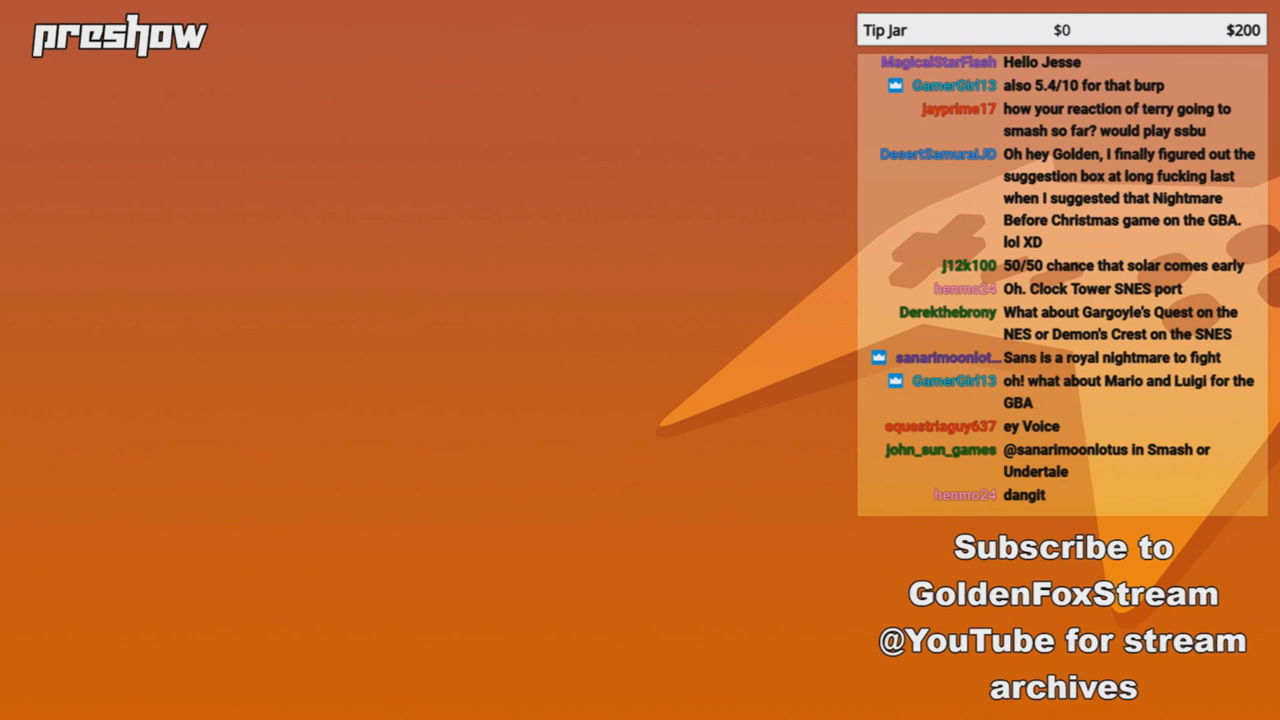 preshow
Tip Jar $0 $200
MagicalStarFlash Hello Jesse
GamerGirl13 also 5.4/10 for that burp
jayprime17 how your reaction of terry going to
smash so far? would play ssbu
DesertSamuraiJD Oh hey Golden, I finally figured out the
suggestion box at long fucking last
when I suggested that Nightmare
Before Christmas game on the GBA.
lol XD
j12k100 50/50 chance that solar comes early
henmo24 Oh. Clock Tower SNES port
Derekthebrony What about Gargoyle's Quest on the
NES or Demon's Crest on the SNES
sanarimoonlot... Sans is a royal nightmare to fight
GamerGirl13 oh! what about Mario and Luigi for the
GBA
equestriaguy637 ey Voice
john_sun_games @sanarimoonlotus in Smash or
Undertale
henmo24 dangit
Subscribe to
GoldenFoxStream
@YouTube for stream
archives